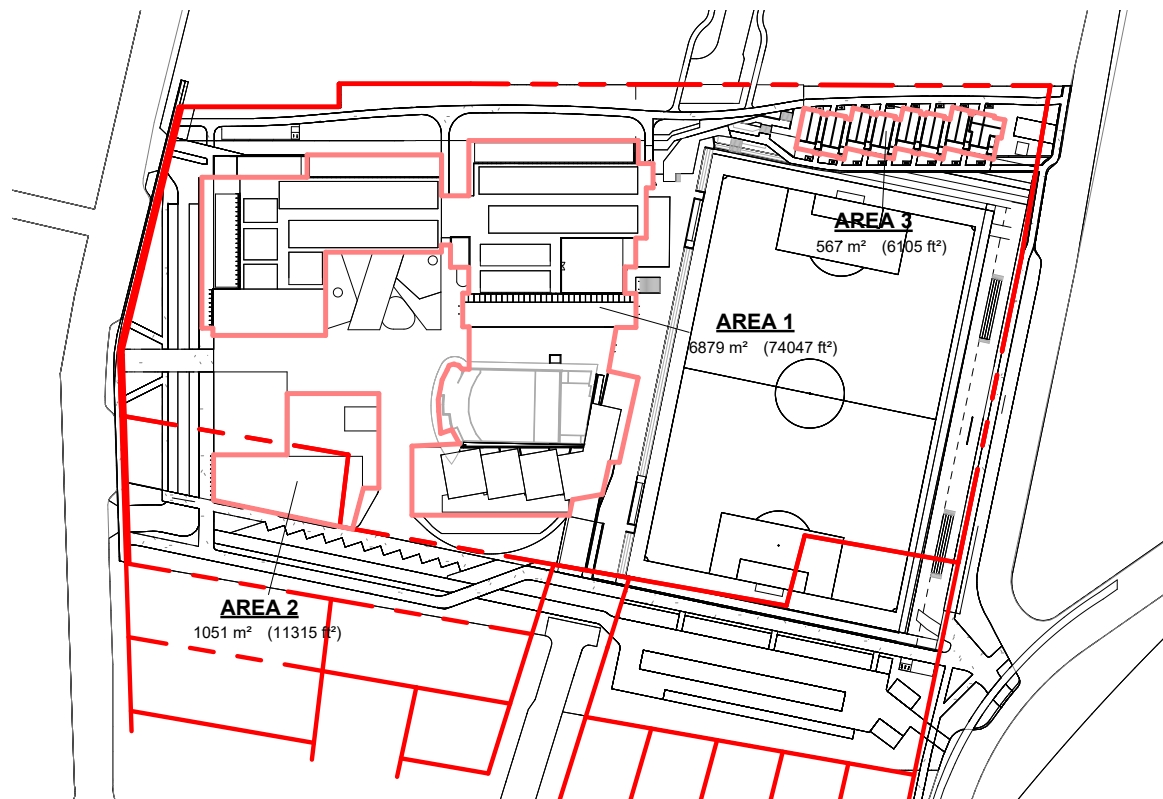 AREA 3
567 m² (6105 ft²)
AREA 1
6879 m² (74047 ft²)
AREA 2
1051 m² (11315 ft²)